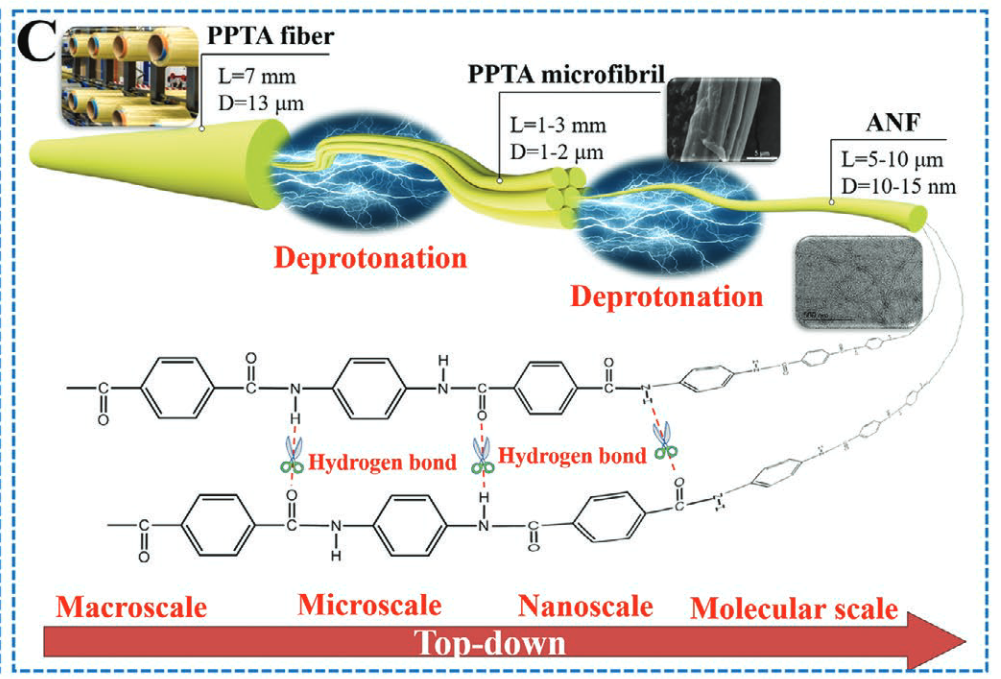 C
PPTA fiber
L=7 mm
D=13 μm
PPTA microfibril
L=1-3 mm
D=1-2 μm
5 μm
ANF
L=5-10 μm
D=10-15 nm
Deprotonation
Deprotonation
O
H
O
O
C
N
N
C
C
N
C
H
H
O
O
Hydrogen bond
Hydrogen bond
O
H
O
C
N
N
C
C
C
H
O
O
Macroscale
Microscale
Nanoscale
Molecular scale
Top-down